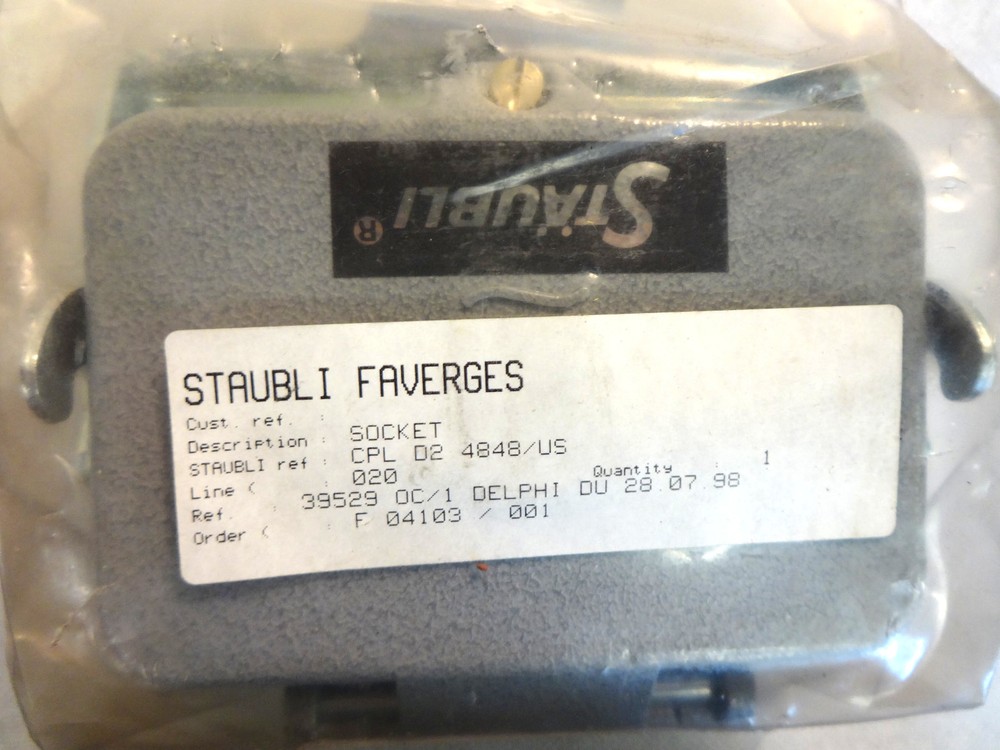 STÄUBLI ®
STAUBLI FAVERGES
Cust. ref. :
Description : SOCKET
STAUBLI ref : CPL D2 4848/US
Line < : 020 Quantity : 1
Ref. : 39529 OC/1 DELPHI DU 28.07.98
Order < : F 04103 / 001